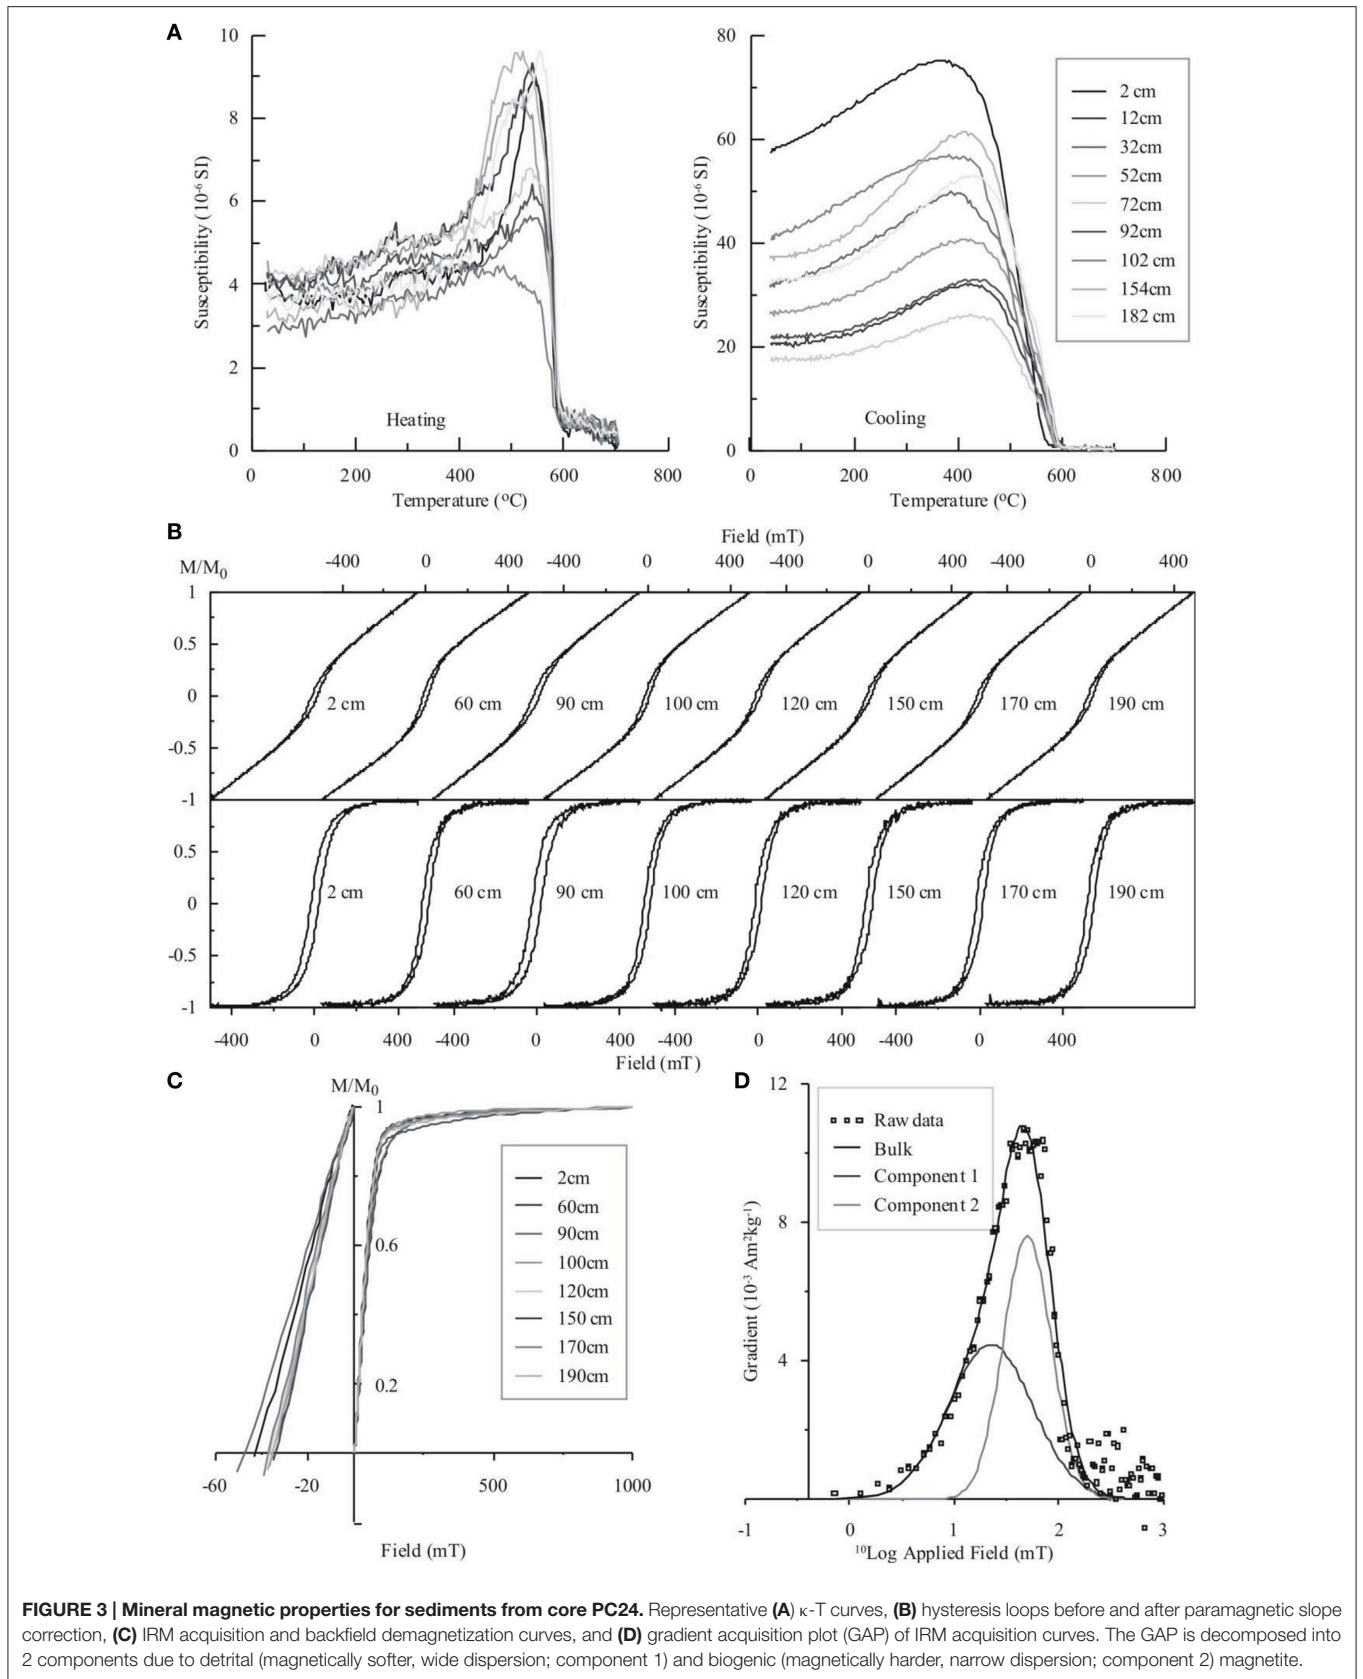 A
10
8
6
4
2
0
Susceptibility (10⁻⁶ SI)
Heating
0 200 400 600 800
Temperature (°C)
80
60
40
20
0
Susceptibility (10⁻⁶ SI)
Cooling
0 200 400 600 800
Temperature (°C)
2 cm
12cm
32cm
52cm
72cm
92cm
102 cm
154cm
182 cm
B
Field (mT)
M/M₀
-400 0 400 -400 0 400 -400 0 400 -400 0 400
1
0.5
0
-0.5
-1
2 cm 60 cm 90 cm 100 cm 120 cm 150 cm 170 cm 190 cm
0.5
0
-0.5
-1
2 cm 60 cm 90 cm 100 cm 120 cm 150 cm 170 cm 190 cm
-400 0 400 -400 0 400 -400 0 400 -400 0 400
Field (mT)
C
M/M₀
1
0.6
0.2
-60 -20 500 1000
Field (mT)
2cm
60cm
90cm
100cm
120cm
150 cm
170cm
190cm
D
12
8
4
Gradient (10⁻³ Am²kg⁻¹)
Raw data
Bulk
Component 1
Component 2
-1 0 1 2 3
¹⁰Log Applied Field (mT)
FIGURE 3 | Mineral magnetic properties for sediments from core PC24. Representative (A) κ-T curves, (B) hysteresis loops before and after paramagnetic slope
correction, (C) IRM acquisition and backfield demagnetization curves, and (D) gradient acquisition plot (GAP) of IRM acquisition curves. The GAP is decomposed into
2 components due to detrital (magnetically softer, wide dispersion; component 1) and biogenic (magnetically harder, narrow dispersion; component 2) magnetite.